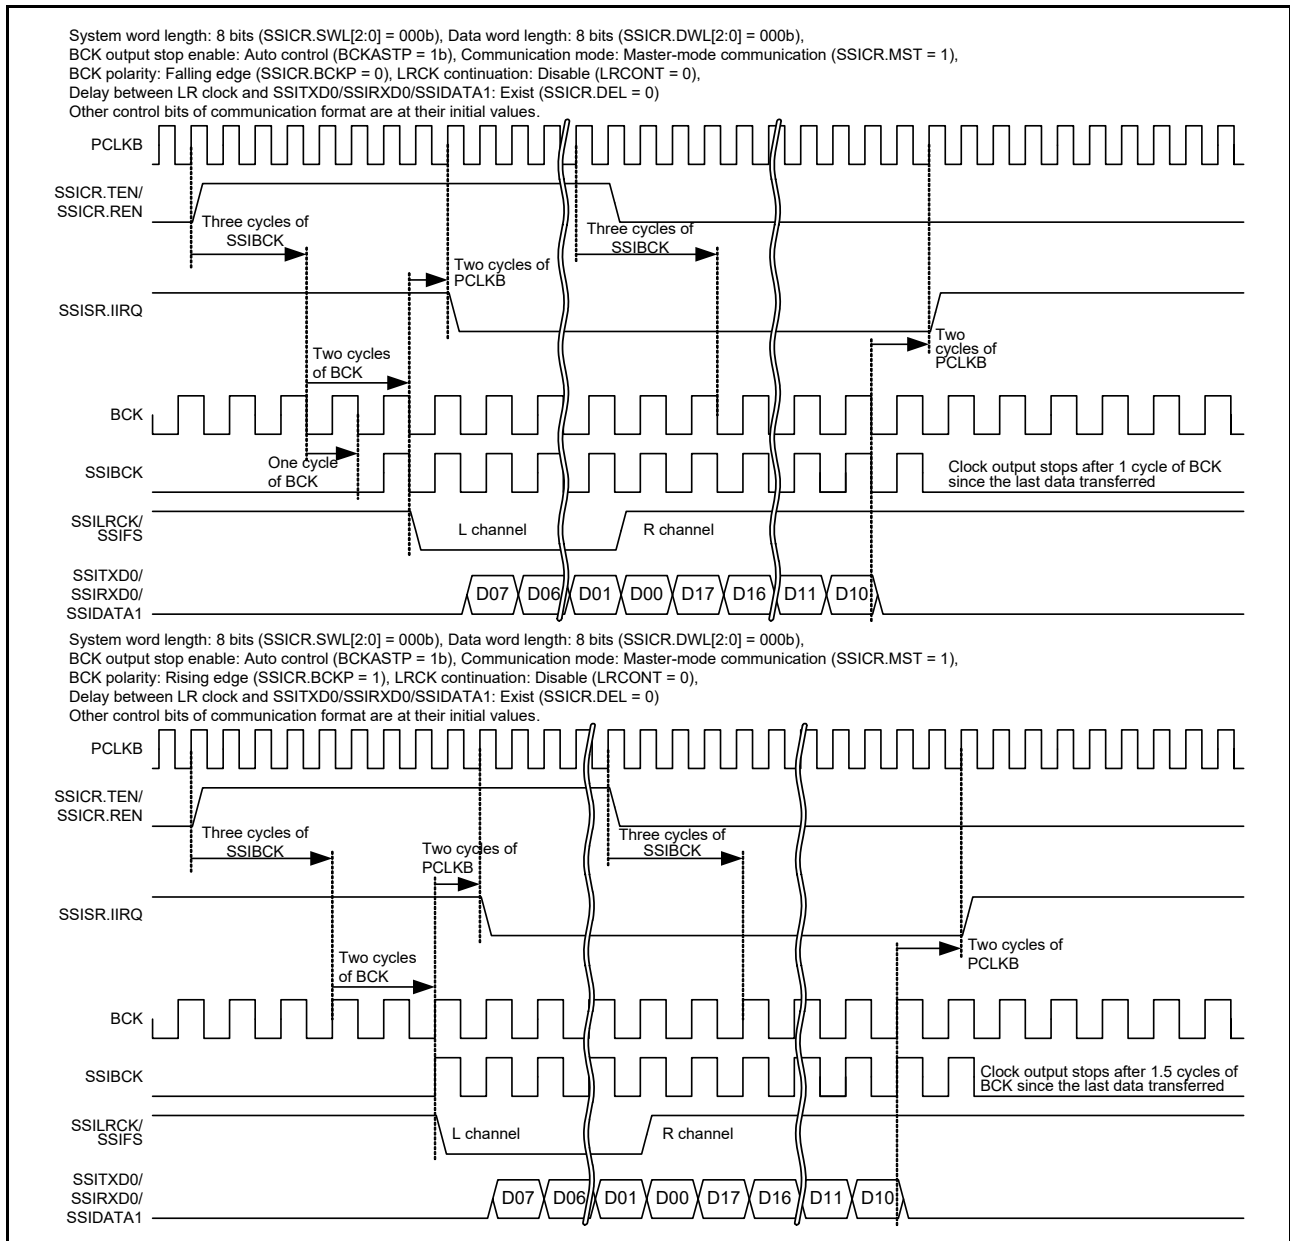 System word length: 8 bits (SSICR.SWL[2:0] = 000b), Data word length: 8 bits (SSICR.DWL[2:0] = 000b),
BCK output stop enable: Auto control (BCKASTP = 1b), Communication mode: Master-mode communication (SSICR.MST = 1),
BCK polarity: Falling edge (SSICR.BCKP = 0), LRCK continuation: Disable (LRCONT = 0),
Delay between LR clock and SSITXD0/SSIRXD0/SSIDATA1: Exist (SSICR.DEL = 0)
Other control bits of communication format are at their initial values.
PCLKB
SSICR.TEN/
SSICR.REN
Three cycles of
SSIBCK
Three cycles of
SSIBCK
Two cycles of
PCLKB
SSISR.IIRQ
Two
cycles of
PCLKB
Two cycles
of BCK
BCK
One cycle
of BCK
SSIBCK
Clock output stops after 1 cycle of BCK
since the last data transferred
SSILRCK/
SSIFS
L channel
R channel
SSITXD0/
SSIRXD0/
SSIDATA1
D07 D06 D01 D00 D17 D16 D11 D10
System word length: 8 bits (SSICR.SWL[2:0] = 000b), Data word length: 8 bits (SSICR.DWL[2:0] = 000b),
BCK output stop enable: Auto control (BCKASTP = 1b), Communication mode: Master-mode communication (SSICR.MST = 1),
BCK polarity: Rising edge (SSICR.BCKP = 1), LRCK continuation: Disable (LRCONT = 0),
Delay between LR clock and SSITXD0/SSIRXD0/SSIDATA1: Exist (SSICR.DEL = 0)
Other control bits of communication format are at their initial values.
PCLKB
SSICR.TEN/
SSICR.REN
Three cycles of
SSIBCK
Two cycles of
PCLKB
Three cycles of
SSIBCK
SSISR.IIRQ
Two cycles of
PCLKB
Two cycles
of BCK
BCK
SSIBCK
Clock output stops after 1.5 cycles of
BCK since the last data transferred
SSILRCK/
SSIFS
L channel
R channel
SSITXD0/
SSIRXD0/
SSIDATA1
D07 D06 D01 D00 D17 D16 D11 D10